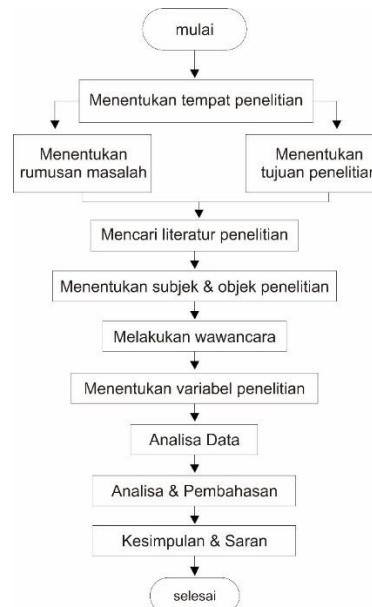 mulai
Menentukan tempat penelitian
Menentukan
rumusan masalah
Menentukan
tujuan penelitian
Mencari literatur penelitian
Menentukan subjek & objek penelitian
Melakukan wawancara
Menentukan variabel penelitian
Analisa Data
Analisa & Pembahasan
Kesimpulan & Saran
selesai